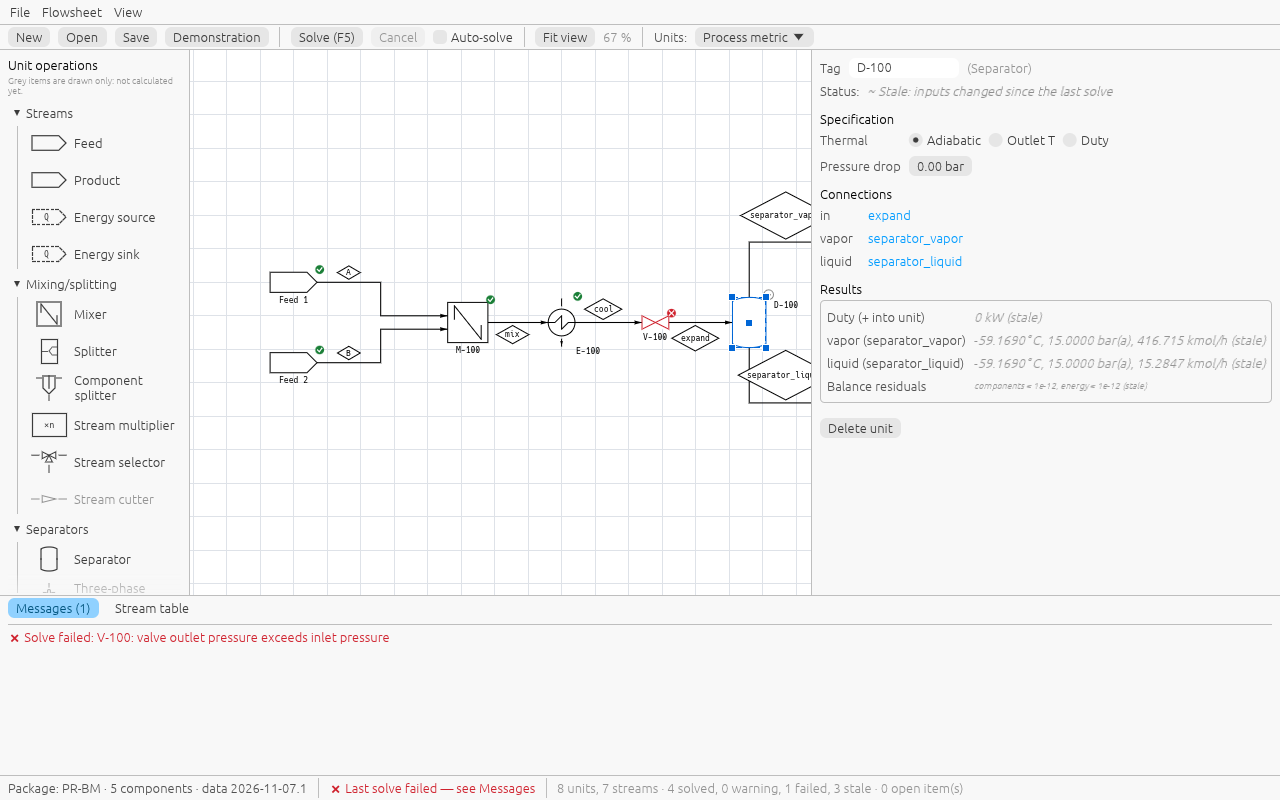 File Flowsheet View
New Open Save Demonstration Solve (F5) Cancel Auto-solve Fit view 67 % Units: Process metric
Unit operations
Grey items are drawn only: not calculated
yet.
Streams
Feed
Product
Q Energy source
Q Energy sink
Mixing/splitting
Mixer
Splitter
Component
splitter
×n Stream multiplier
Stream selector
Stream cutter
Separators
Separator
Three-phase
separator_vap
A
Feed 1
cool
D-100
mix
V-100
expand
M-100
E-100
B
Feed 2
separator_liqu
Tag D-100 (Separator)
Status: ~ Stale: inputs changed since the last solve
Specification
Thermal Adiabatic Outlet T Duty
Pressure drop 0.00 bar
Connections
in expand
vapor separator_vapor
liquid separator_liquid
Results
Duty (+ into unit) 0 kW (stale)
vapor (separator_vapor) -59.1690°C, 15.0000 bar(a), 416.715 kmol/h (stale)
liquid (separator_liquid) -59.1690°C, 15.0000 bar(a), 15.2847 kmol/h (stale)
Balance residuals components < 1e-12, energy < 1e-12 (stale)
Delete unit
Messages (1) Stream table
Solve failed: V-100: valve outlet pressure exceeds inlet pressure
Package: PR-BM · 5 components · data 2026-11-07.1 Last solve failed — see Messages 8 units, 7 streams · 4 solved, 0 warning, 1 failed, 3 stale · 0 open item(s)